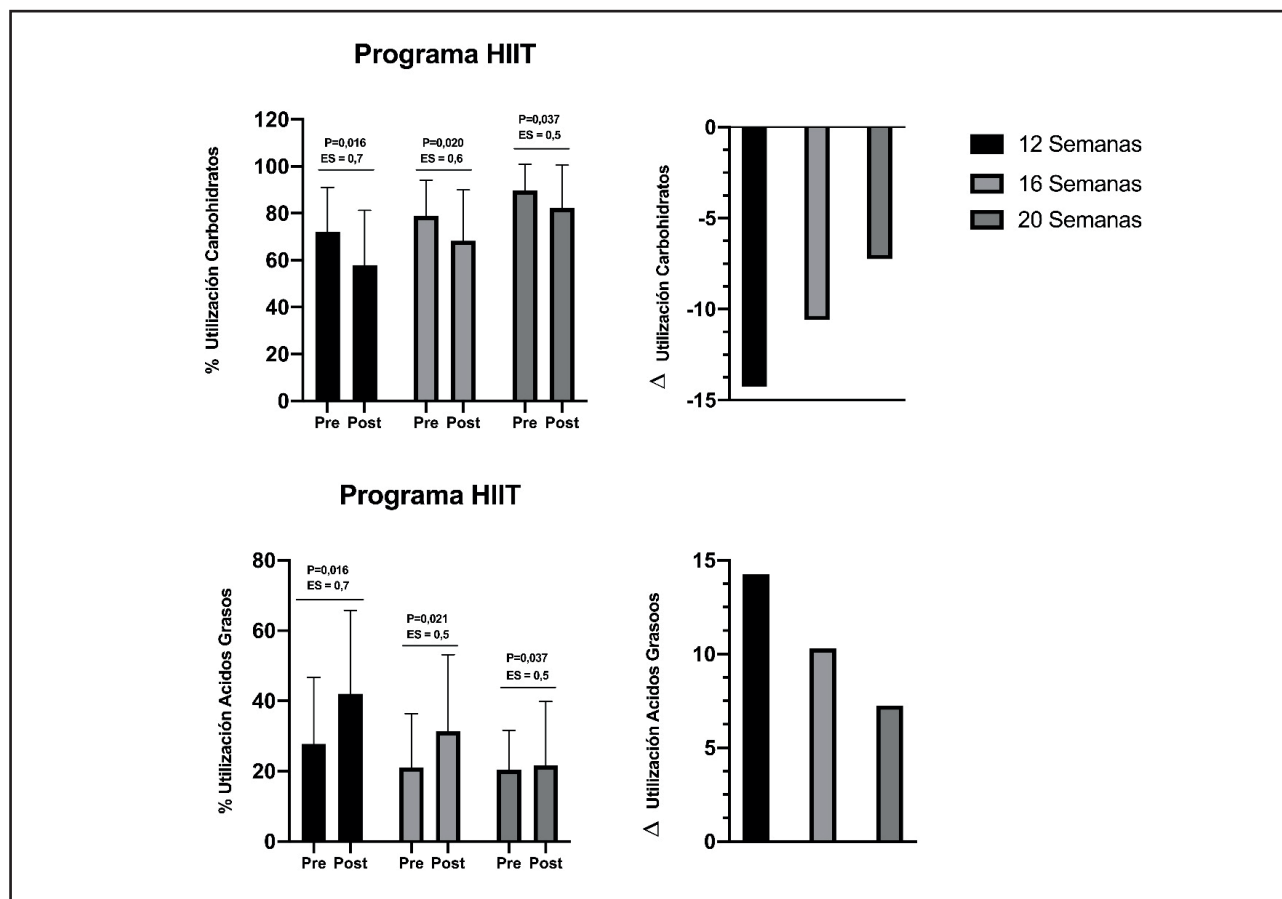 Programa HIIT
% Utilización Carbohidratos
120
100
80
60
40
20
0
P=0,016
ES = 0,7
P=0,020
ES = 0,6
P=0,037
ES = 0,5
Pre Post Pre Post Pre Post
Δ Utilización Carbohidratos
0
-5
-10
-15
12 Semanas
16 Semanas
20 Semanas
Programa HIIT
% Utilización Acidos Grasos
80
60
40
20
0
P=0,016
ES = 0,7
P=0,021
ES = 0,5
P=0,037
ES = 0,5
Pre Post Pre Post Pre Post
Δ Utilización Acidos Grasoos
15
10
5
0